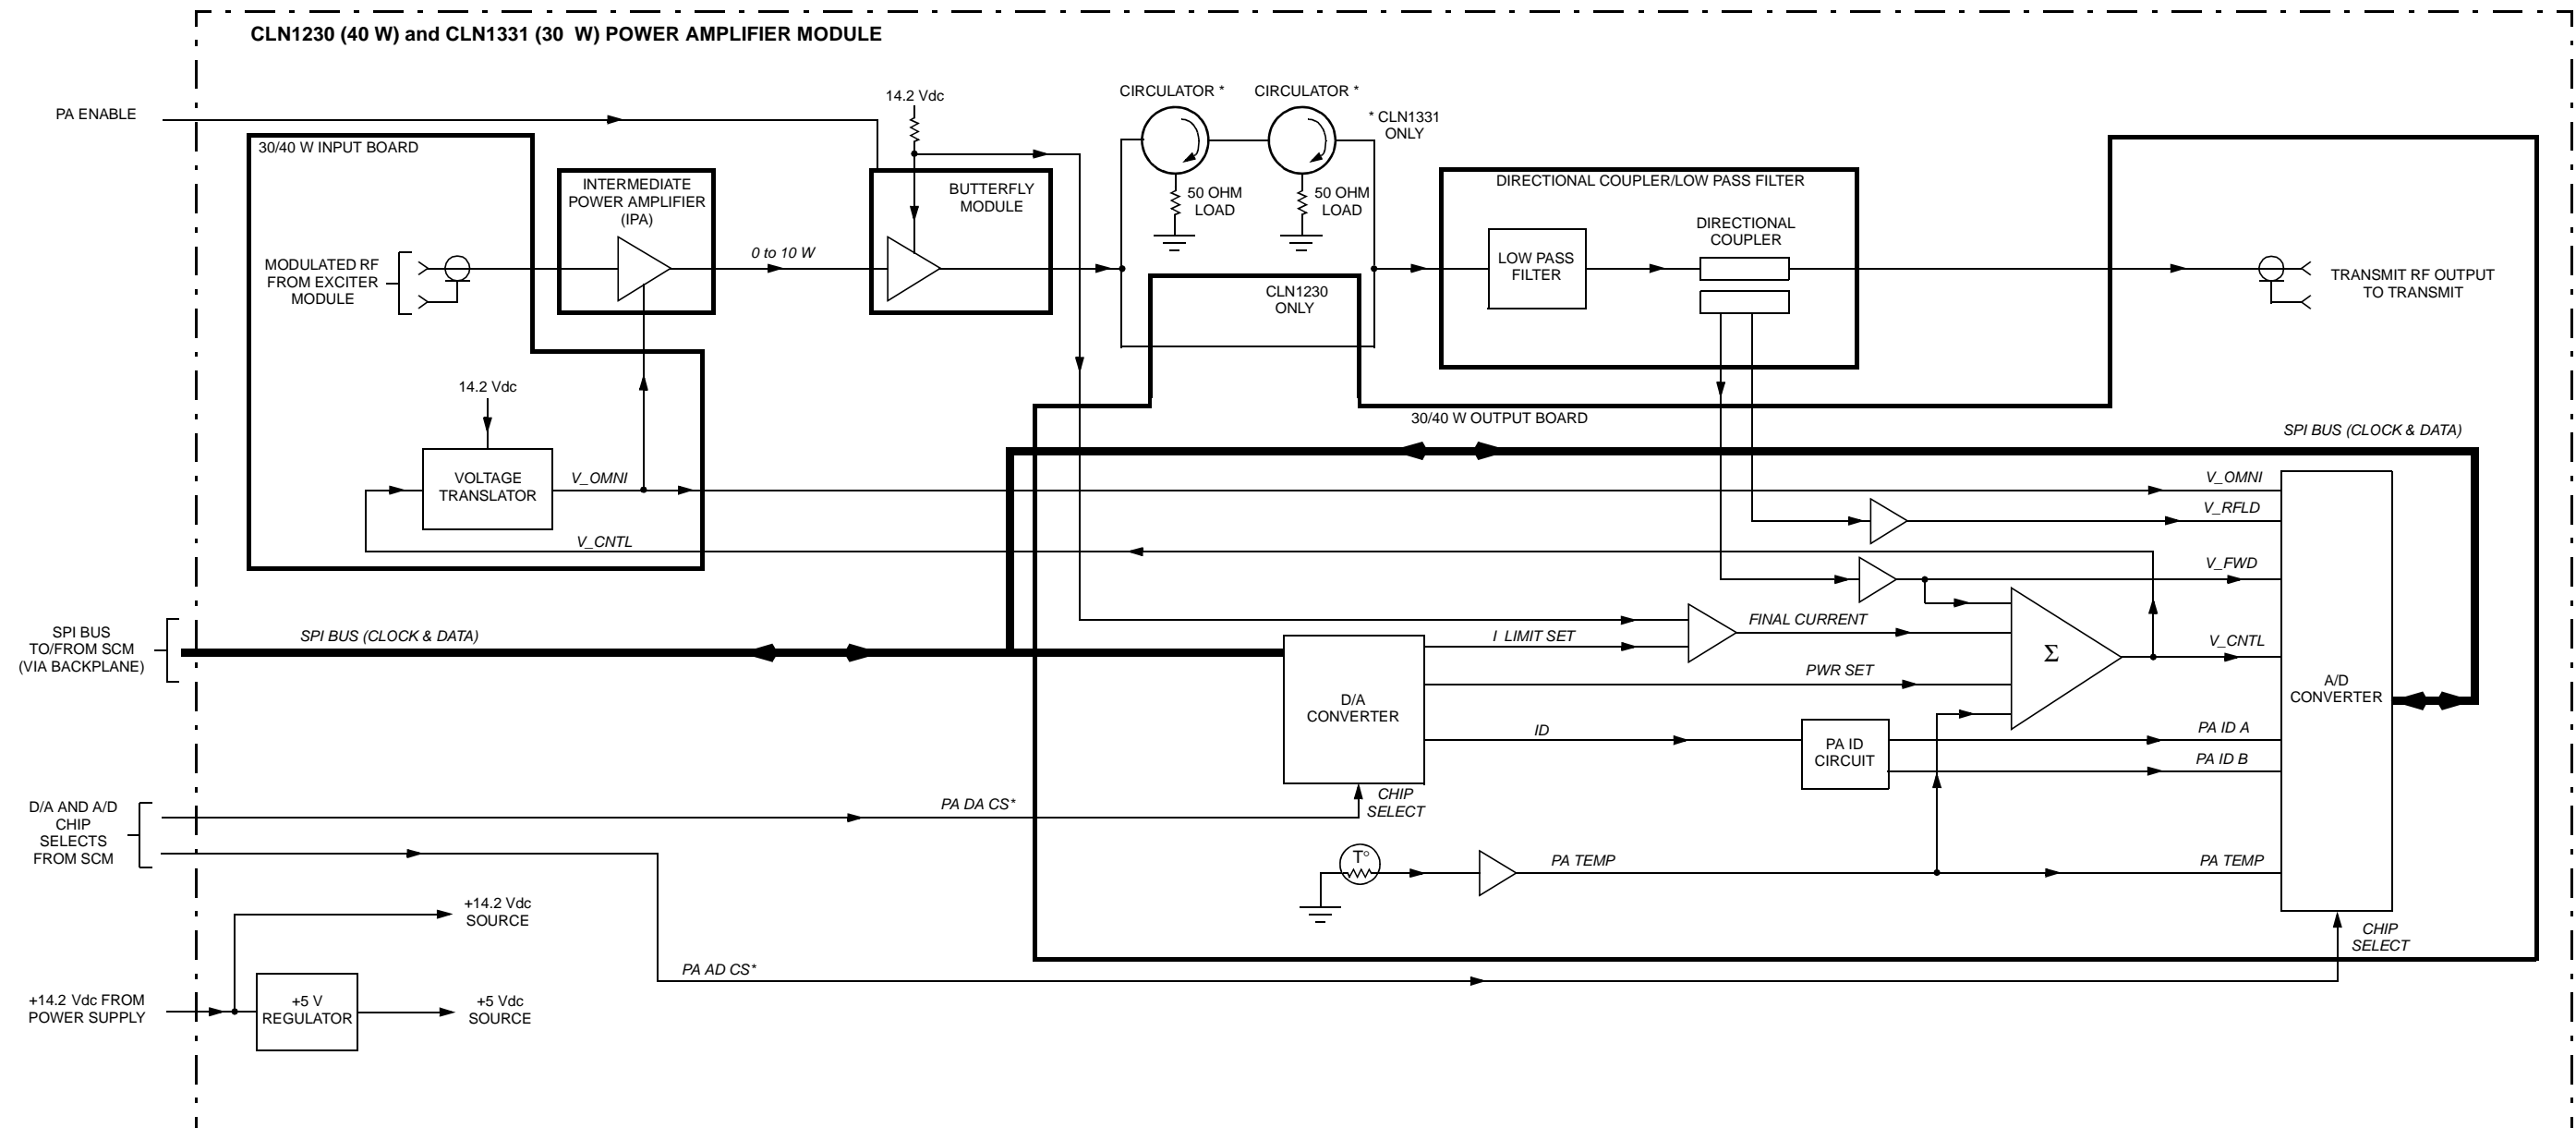 CLN1230 (40 W) and CLN1331 (30 W) POWER AMPLIFIER MODULE
PA ENABLE
30/40 W INPUT BOARD
INTERMEDIATE
POWER AMPLIFIER
(IPA)
14.2 Vdc
BUTTERFLY
MODULE
CIRCULATOR *
CIRCULATOR *
* CLN1331
ONLY
50 OHM
LOAD
50 OHM
LOAD
DIRECTIONAL COUPLER/LOW PASS FILTER
DIRECTIONAL
COUPLER
LOW PASS
FILTER
MODULATED RF
FROM EXCITER
MODULE
0 to 10 W
CLN1230
ONLY
TRANSMIT RF OUTPUT
TO TRANSMIT
14.2 Vdc
30/40 W OUTPUT BOARD
SPI BUS (CLOCK & DATA)
VOLTAGE
TRANSLATOR
V_OMNI
V_OMNI
V_RFLD
V_CNTL
V_FWD
SPI BUS
TO/FROM SCM
(VIA BACKPLANE)
SPI BUS (CLOCK & DATA)
I LIMIT SET
FINAL CURRENT
PWR SET
Σ
V_CNTL
D/A
CONVERTER
A/D
CONVERTER
ID
PA ID
CIRCUIT
PA ID A
PA ID B
D/A AND A/D
CHIP
SELECTS
FROM SCM
PA DA CS*
CHIP
SELECT
T°
PA TEMP
PA TEMP
+14.2 Vdc
SOURCE
CHIP
SELECT
PA AD CS*
+14.2 Vdc FROM
POWER SUPPLY
+5 V
REGULATOR
+5 Vdc
SOURCE